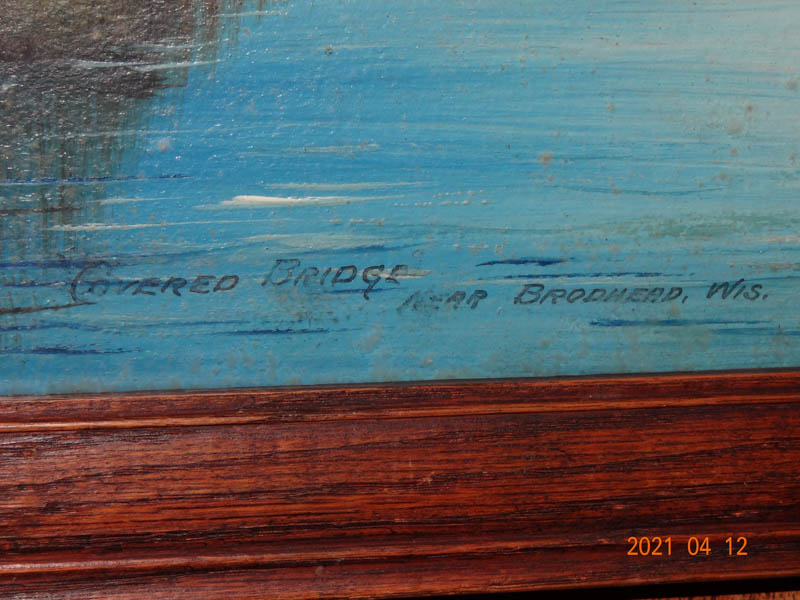 COVERED BRIDGE
NEAR BRODHEAD, WIS.
2021 04 12